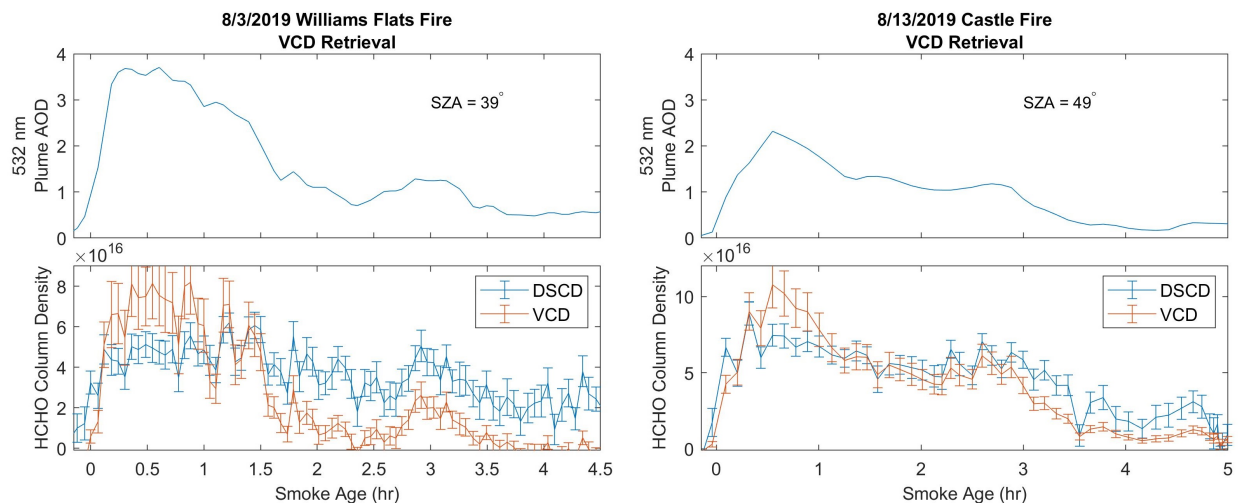 8/3/2019 Williams Flats Fire
VCD Retrieval
4
3
2
1
0
532 nm
Plume AOD
SZA = 39°
×10^16
8
6
4
2
0
HCHO Column Density
DSCD
VCD
0 0.5 1 1.5 2 2.5 3 3.5 4 4.5
Smoke Age (hr)
8/13/2019 Castle Fire
VCD Retrieval
4
3
2
1
0
532 nm
Plume AOD
SZA = 49°
×10^16
10
5
0
HCHO Column Density
DSCD
VCD
0 1 2 3 4 5
Smoke Age (hr)